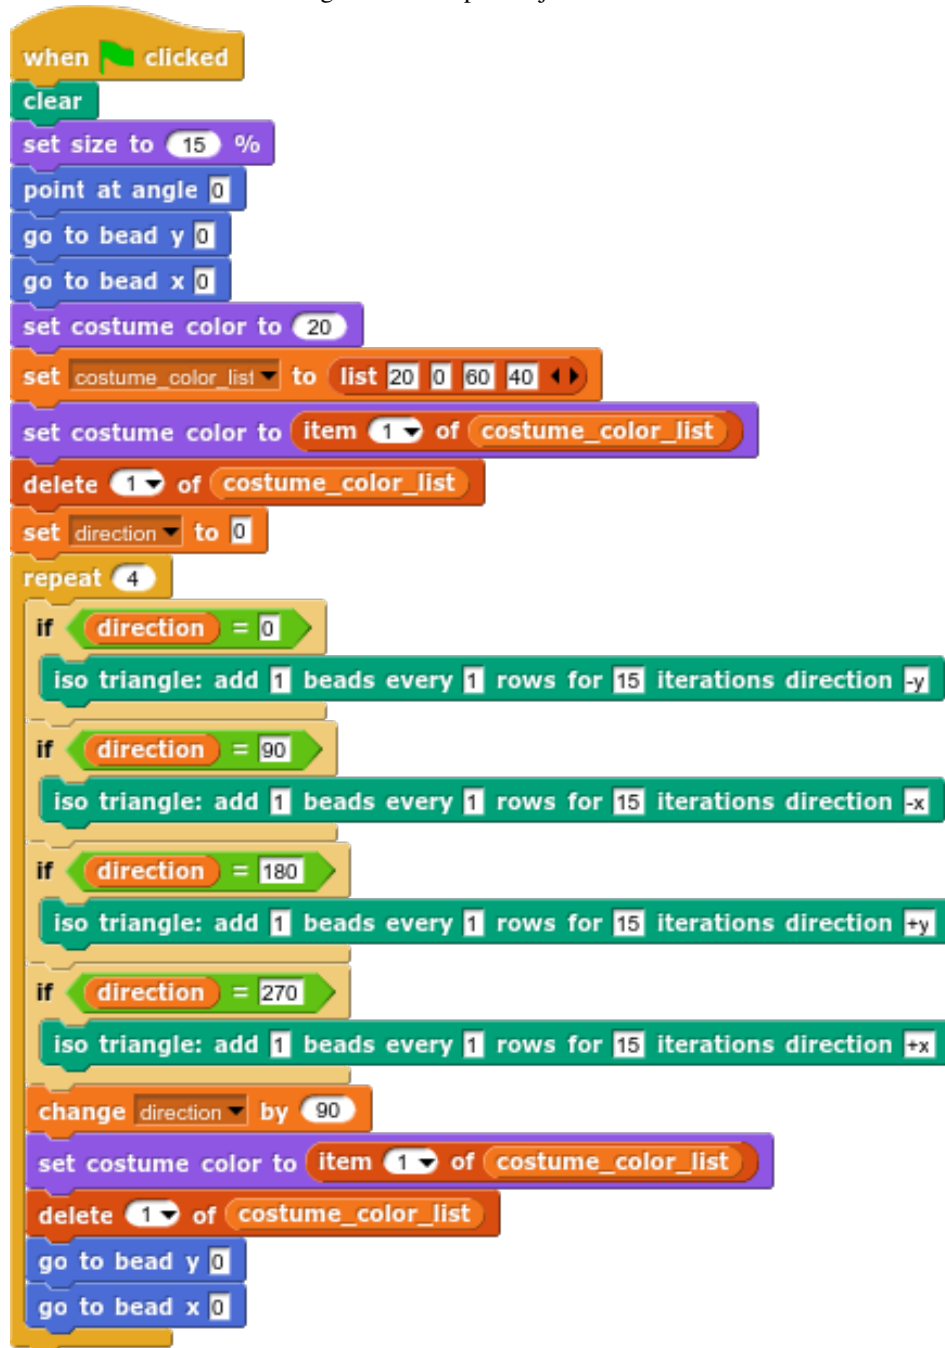 when clicked
clear
set size to 15 %
point at angle 0
go to bead y 0
go to bead x 0
set costume color to 20
set costume_color_list to list 20 0 60 40
set costume color to item 1 of costume_color_list
delete 1 of costume_color_list
set direction to 0
repeat 4
if direction = 0
iso triangle: add 1 beads every 1 rows for 15 iterations direction -y
if direction = 90
iso triangle: add 1 beads every 1 rows for 15 iterations direction -x
if direction = 180
iso triangle: add 1 beads every 1 rows for 15 iterations direction +y
if direction = 270
iso triangle: add 1 beads every 1 rows for 15 iterations direction +x
change direction by 90
set costume color to item 1 of costume_color_list
delete 1 of costume_color_list
go to bead y 0
go to bead x 0